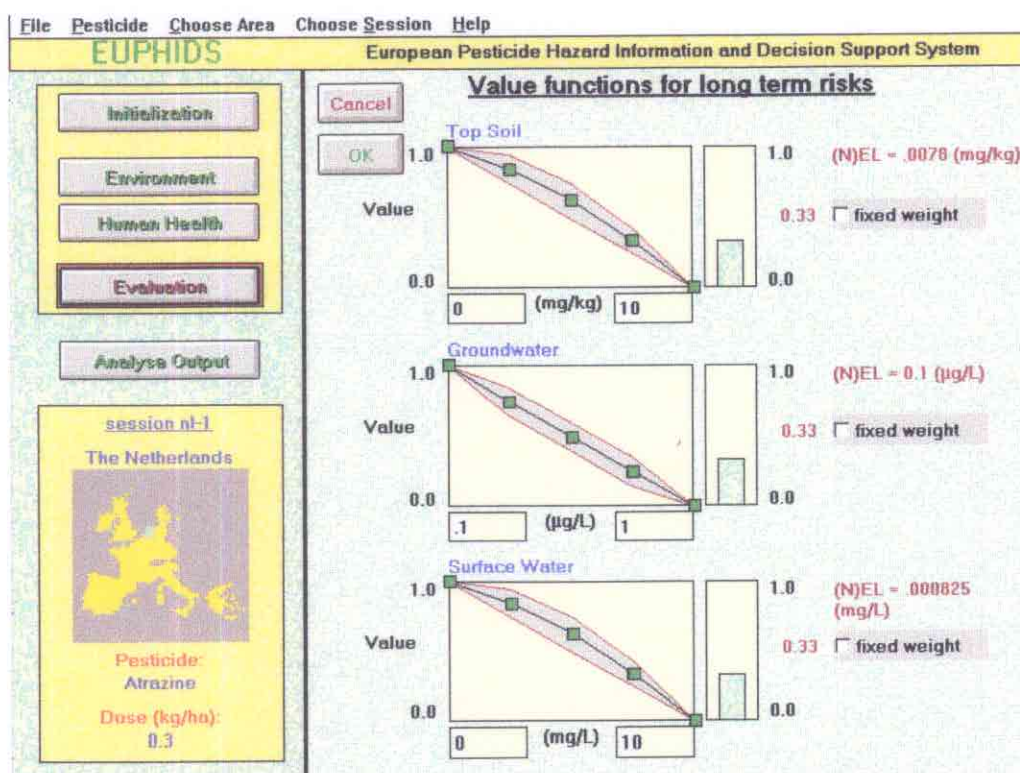 File Pesticide Choose Area Choose Session Help
EUPHIDS
European Pesticide Hazard Information and Decision Support System
Initialization
Environment
Human Health
Evaluation
Analyse Output
session nl-1
The Netherlands
Pesticide:
Atrazine
Dose (kg/ha):
0.3
Value functions for long term risks
Cancel
OK
Top Soil
1.0
Value
0.0
0 (mg/kg) 10
1.0
0.0
(N)EL = .0078 (mg/kg)
0.33 fixed weight
Groundwater
1.0
Value
0.0
.1 (µg/L) 1
1.0
0.0
(N)EL = 0.1 (µg/L)
0.33 fixed weight
Surface Water
1.0
Value
0.0
0 (mg/L) 10
1.0
0.0
(N)EL = .000825
(mg/L)
0.33 fixed weight